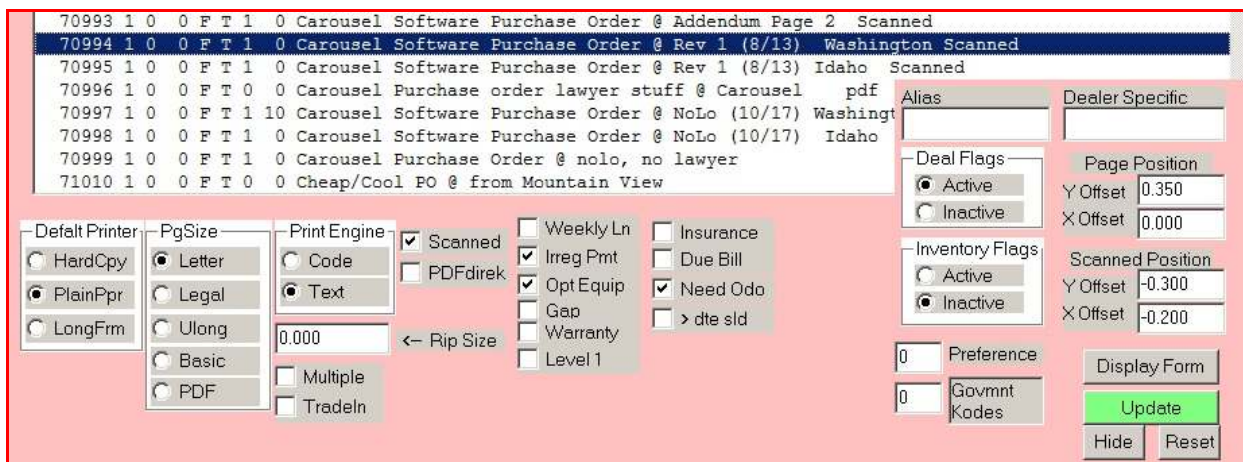 70993 1 0 0 F T 1 0 Carousel Software Purchase Order @ Addendum Page 2 Scanned
70994 1 0 0 F T 1 0 Carousel Software Purchase Order @ Rev 1 (8/13) Washington Scanned
70995 1 0 0 F T 1 0 Carousel Software Purchase Order @ Rev 1 (8/13) Idaho Scanned
70996 1 0 0 F T 0 0 Carousel Purchase order lawyer stuff @ Carousel pdf
70997 1 0 0 F T 1 10 Carousel Software Purchase Order @ NoLo (10/17) Washingt
70998 1 0 0 F T 1 0 Carousel Software Purchase Order @ NoLo (10/17) Idaho
70999 1 0 0 F T 1 0 Carousel Purchase Order @ nolo, no lawyer
71010 1 0 0 F T 0 0 Cheap/Cool PO @ from Mountain View
Alias
Dealer Specific
Deal Flags
Active
Inactive
Page Position
Y Offset 0.350
X Offset 0.000
Inventory Flags
Active
Inactive
Scanned Position
Y Offset -0.300
X Offset -0.200
0 Preference
0 Govmnt
Kodes
Display Form
Update
Hide Reset
Defalt Printer
HardCpy
PlainPpr
LongFrm
PgSize
Letter
Legal
Ulong
Basic
PDF
Print Engine
Code
Text
0.000 <-- Rip Size
Multiple
TradeIn
Scanned
PDFdirek
Weekly Ln
Irreg Pmt
Opt Equip
Gap
Warranty
Level 1
Insurance
Due Bill
Need Odo
> dte sld